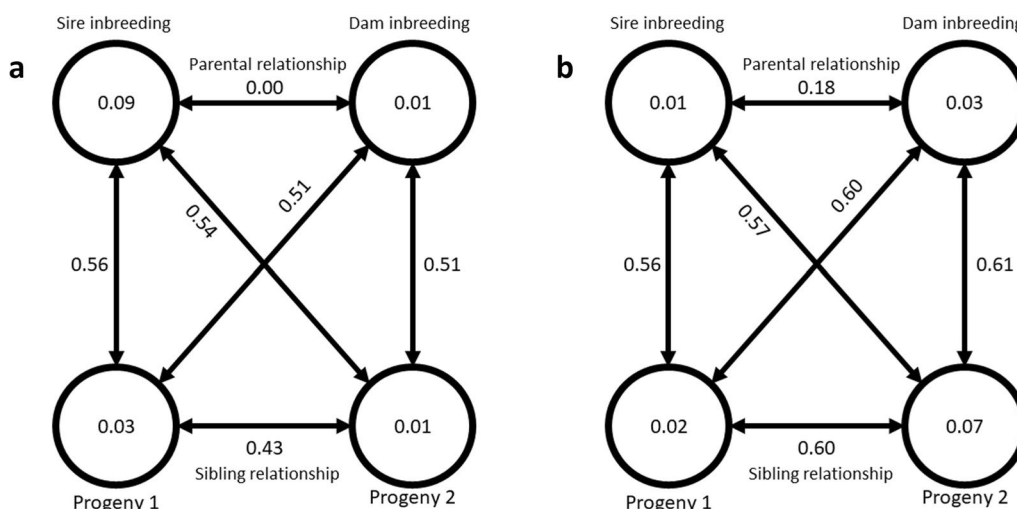 a
Sire inbreeding
Dam inbreeding
Parental relationship
0.00
0.09
0.01
0.51
0.54
0.56
0.51
0.03
0.01
0.43
Sibling relationship
Progeny 1
Progeny 2
b
Sire inbreeding
Dam inbreeding
Parental relationship
0.18
0.01
0.03
0.60
0.57
0.56
0.61
0.02
0.07
0.60
Sibling relationship
Progeny 1
Progeny 2